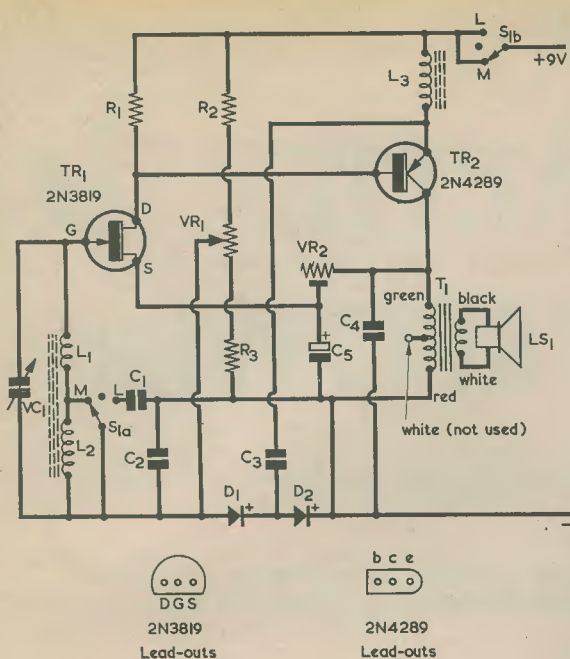 L
S1b
+9V
M
L3
R1
R2
TR1
2N3819
TR2
2N4289
D
G
VR1
S
VR2
green
T1
black
C4
LS1
+
C5
L1
VC1
M
L
C1
R3
white
red
S1a
L2
C2
C3
white (not used)
D1
+
D2
+
−
D G S
2N3819
Lead-outs
b c e
2N4289
Lead-outs